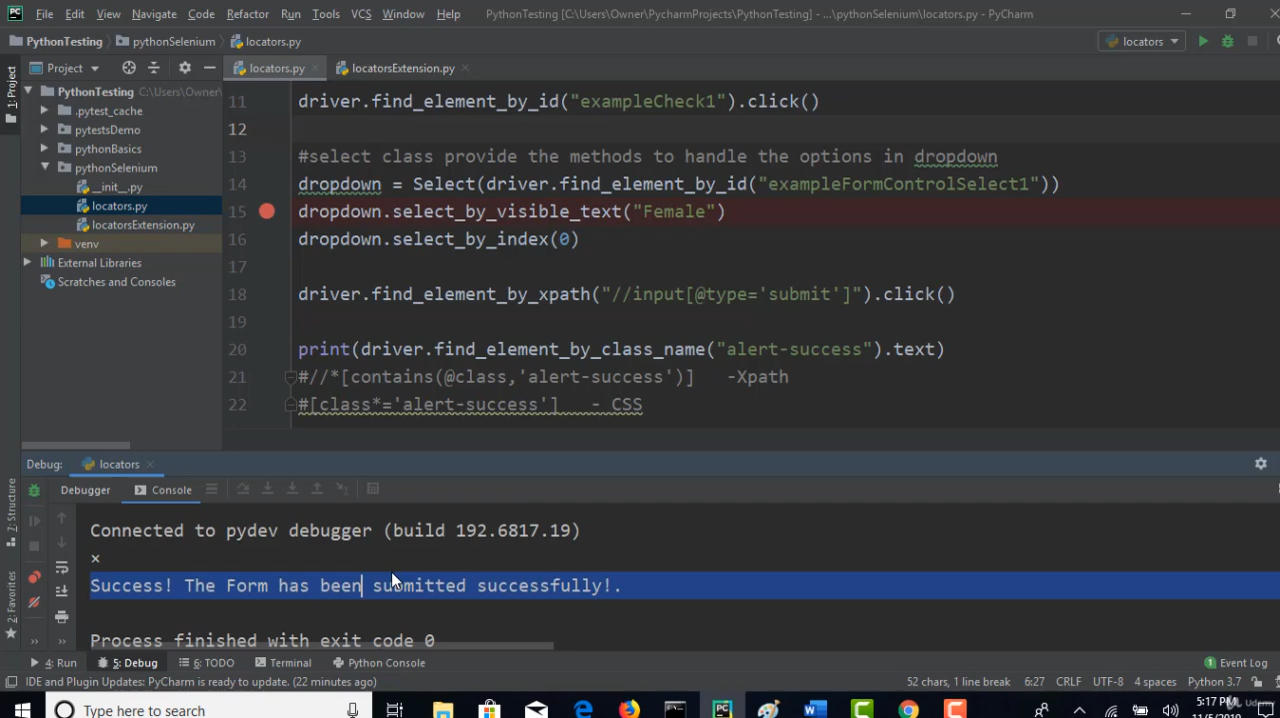 PC File Edit View Navigate Code Refactor Run Tools VCS Window Help PythonTesting [C:\Users\Owner\PycharmProjects\PythonTesting] - ...\pythonSelenium\locators.py - PyCharm
PythonTesting pythonSelenium locators.py locators
1: Project
Project locators.py locatorsExtension.py
PythonTesting C:\Users\Owner\
.pytest_cache
pytestsDemo
pythonBasics
pythonSelenium
__init__.py
locators.py
locatorsExtension.py
venv
External Libraries
Scratches and Consoles
11 driver.find_element_by_id("exampleCheck1").click()
12
13 #select class provide the methods to handle the options in dropdown
14 dropdown = Select(driver.find_element_by_id("exampleFormControlSelect1"))
15 dropdown.select_by_visible_text("Female")
16 dropdown.select_by_index(0)
17
18 driver.find_element_by_xpath("//input[@type='submit']").click()
19
20 print(driver.find_element_by_class_name("alert-success").text)
21 #//*[contains(@class,'alert-success')] -Xpath
22 #[class*='alert-success'] - CSS
Debug: locators
Debugger Console
7: Structure
2: Favorites
Connected to pydev debugger (build 192.6817.19)
×
Success! The Form has been submitted successfully!.
Process finished with exit code 0
4: Run 5: Debug 6: TODO Terminal Python Console 1 Event Log
IDE and Plugin Updates: PyCharm is ready to update. (22 minutes ago) 52 chars, 1 line break 6:27 CRLF UTF-8 4 spaces Python 3.7
Type here to search 5:17 PM